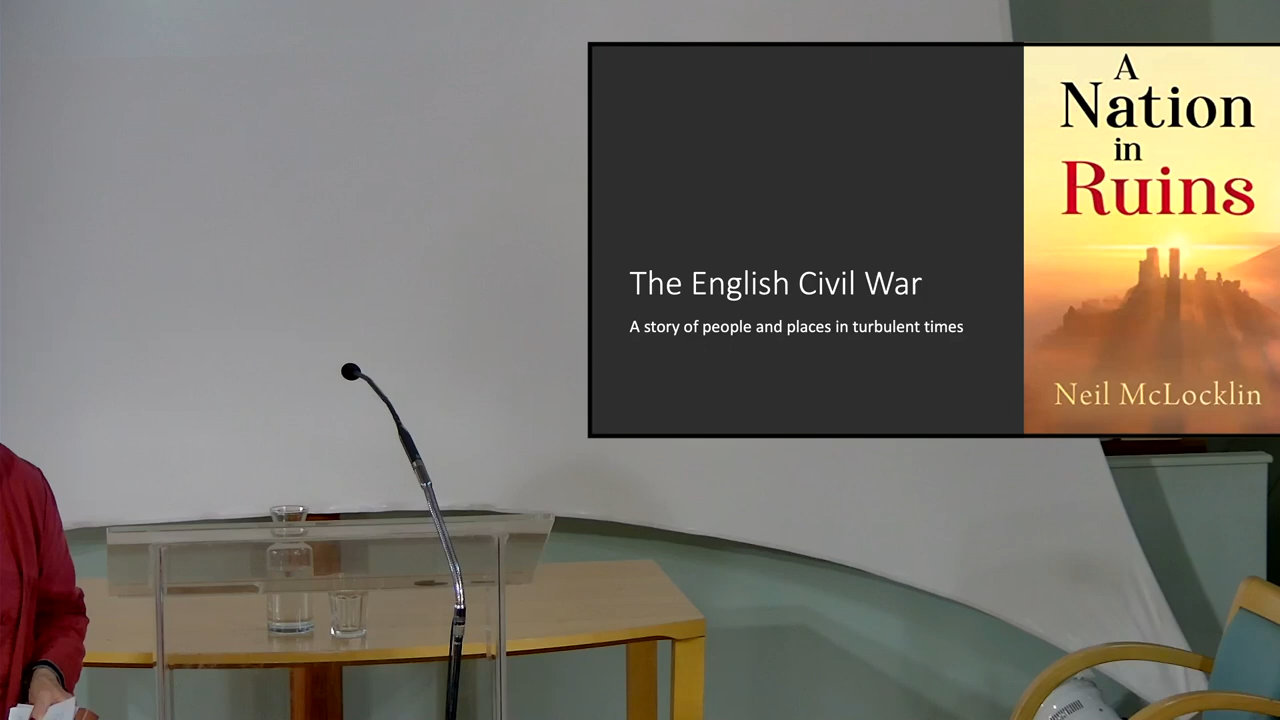 The English Civil War
A story of people and places in turbulent times
A
Nation
in
Ruins
Neil McLocklin